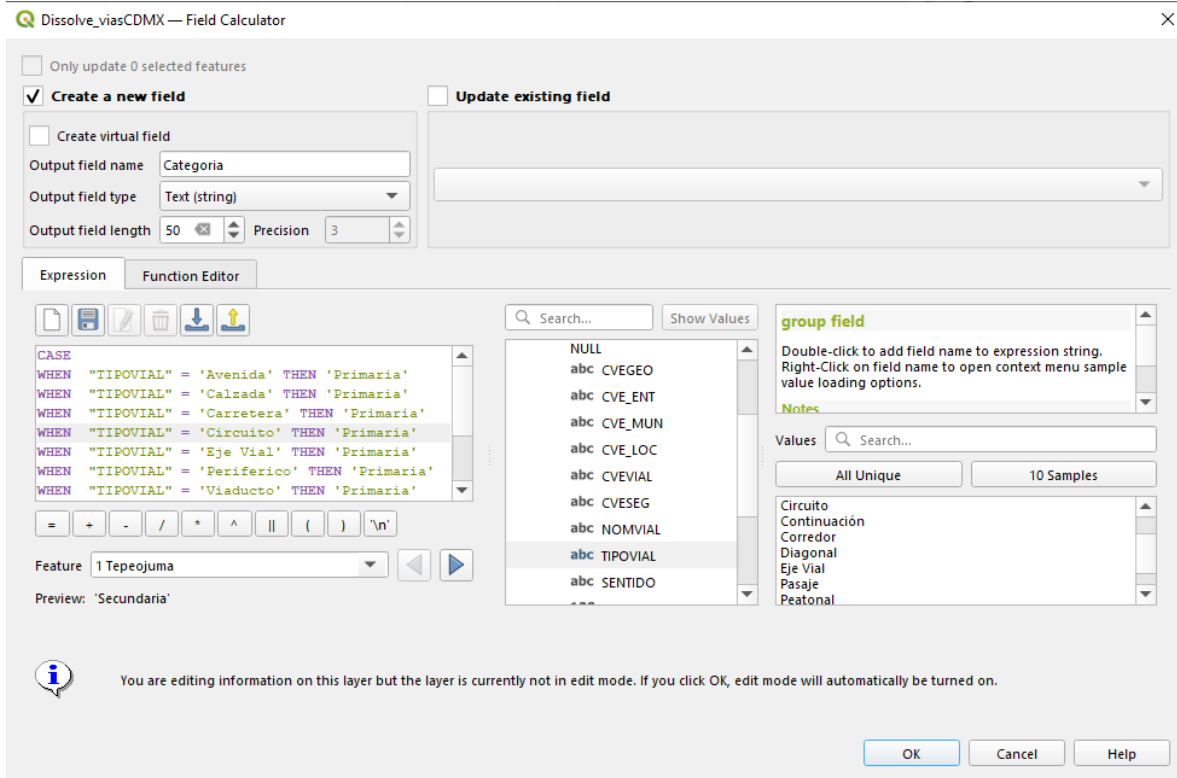 Dissolve_viasCDMX — Field Calculator
Only update 0 selected features
Create a new field
Update existing field
Create virtual field
Output field name Categoria
Output field type Text (string)
Output field length 50 Precision 3
Expression Function Editor
Search... Show Values
CASE
WHEN "TIPOVIAL" = 'Avenida' THEN 'Primaria'
WHEN "TIPOVIAL" = 'Calzada' THEN 'Primaria'
WHEN "TIPOVIAL" = 'Carretera' THEN 'Primaria'
WHEN "TIPOVIAL" = 'Circuito' THEN 'Primaria'
WHEN "TIPOVIAL" = 'Eje Vial' THEN 'Primaria'
WHEN "TIPOVIAL" = 'Periferico' THEN 'Primaria'
WHEN "TIPOVIAL" = 'Viaducto' THEN 'Primaria'
= + - / * ^ || ( ) '\n'
Feature 1 Tepeojuma
Preview: 'Secundaria'
NULL
abc CVEGEO
abc CVE_ENT
abc CVE_MUN
abc CVE_LOC
abc CVEVIAL
abc CVESEG
abc NOMVIAL
abc TIPOVIAL
abc SENTIDO
group field
Double-click to add field name to expression string.
Right-Click on field name to open context menu sample
value loading options.
Notes
Values Search...
All Unique 10 Samples
Circuito
Continuación
Corredor
Diagonal
Eje Vial
Pasaje
Peatonal
You are editing information on this layer but the layer is currently not in edit mode. If you click OK, edit mode will automatically be turned on.
OK Cancel Help